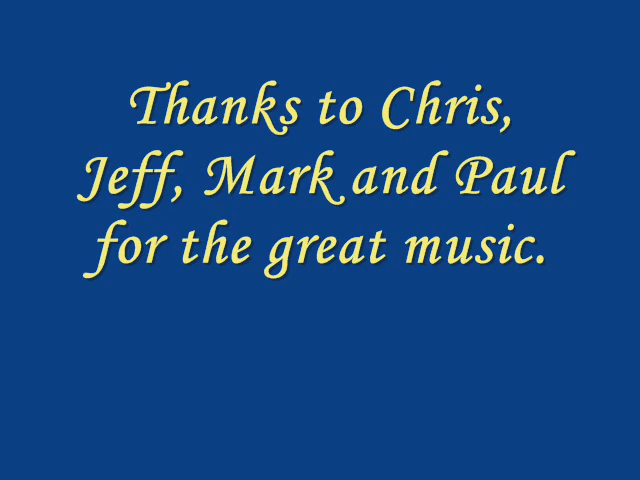 Thanks to Chris,
Jeff, Mark and Paul
for the great music.